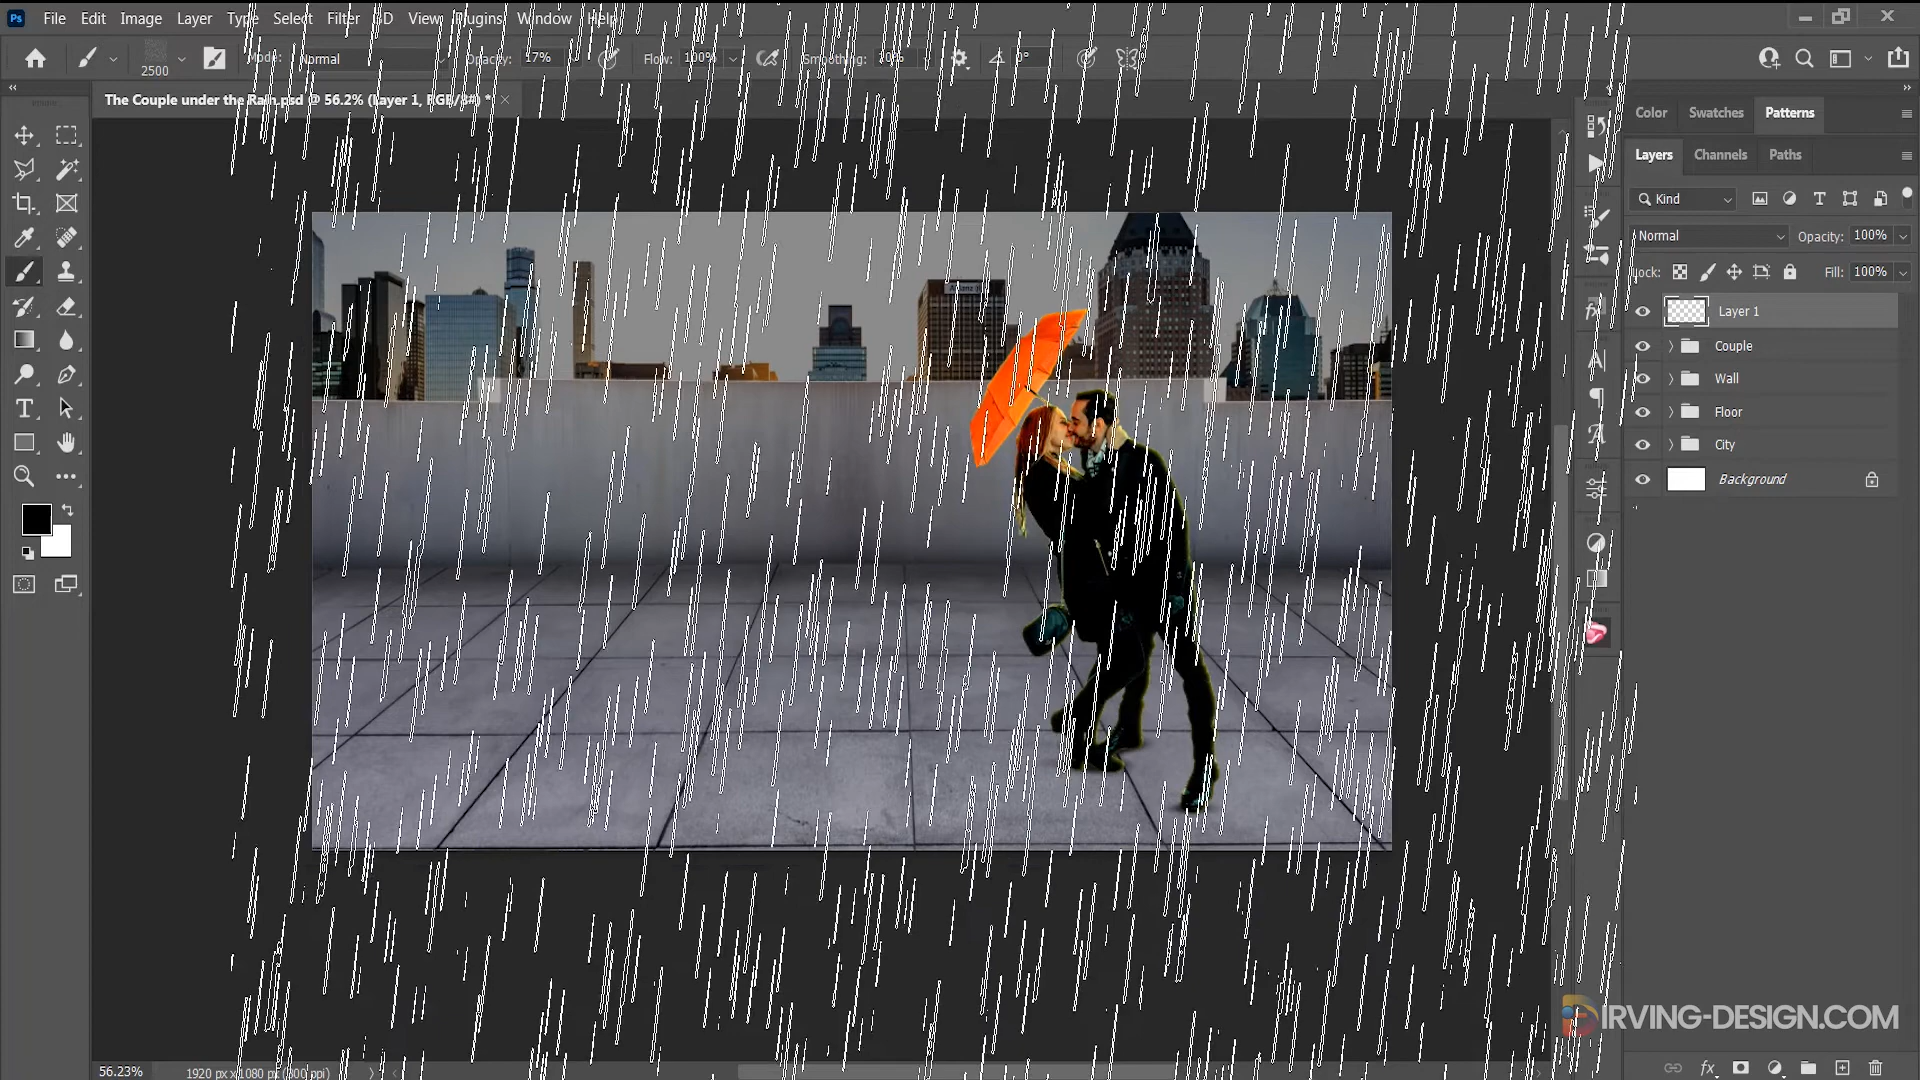 Ps File Edit Image Layer Type Select Filter 3D View Plugins Window Help
2500 Mode: Normal Opacity: 17% Flow: 100% Smoothing: 20% 0°
The Couple under the Rain.psd @ 56.2% (Layer 1, RGB/8#) *
Color Swatches Patterns
Layers Channels Paths
Kind
Normal Opacity: 100%
Lock: Fill: 100%
Layer 1
Couple
Wall
Floor
City
Background
IRVING-DESIGN.COM
56.23% 1920 px x 1080 px (300 ppi)